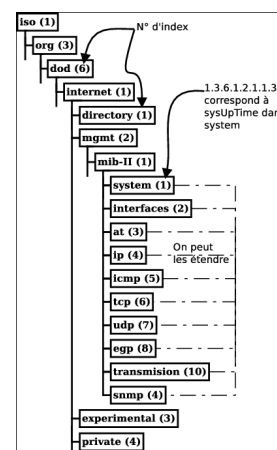 iso (1)
N° d'index
org (3)
dod (6)
internet (1)
1.3.6.1.2.1.1.3
correspond à
sysUpTime dan
system
directory (1)
mgmt (2)
mib-II (1)
system (1)
interfaces (2)
at (3)
On peut
les étendre
ip (4)
icmp (5)
tcp (6)
udp (7)
egp (8)
transmision (10)
snmp (4)
experimental (3)
private (4)